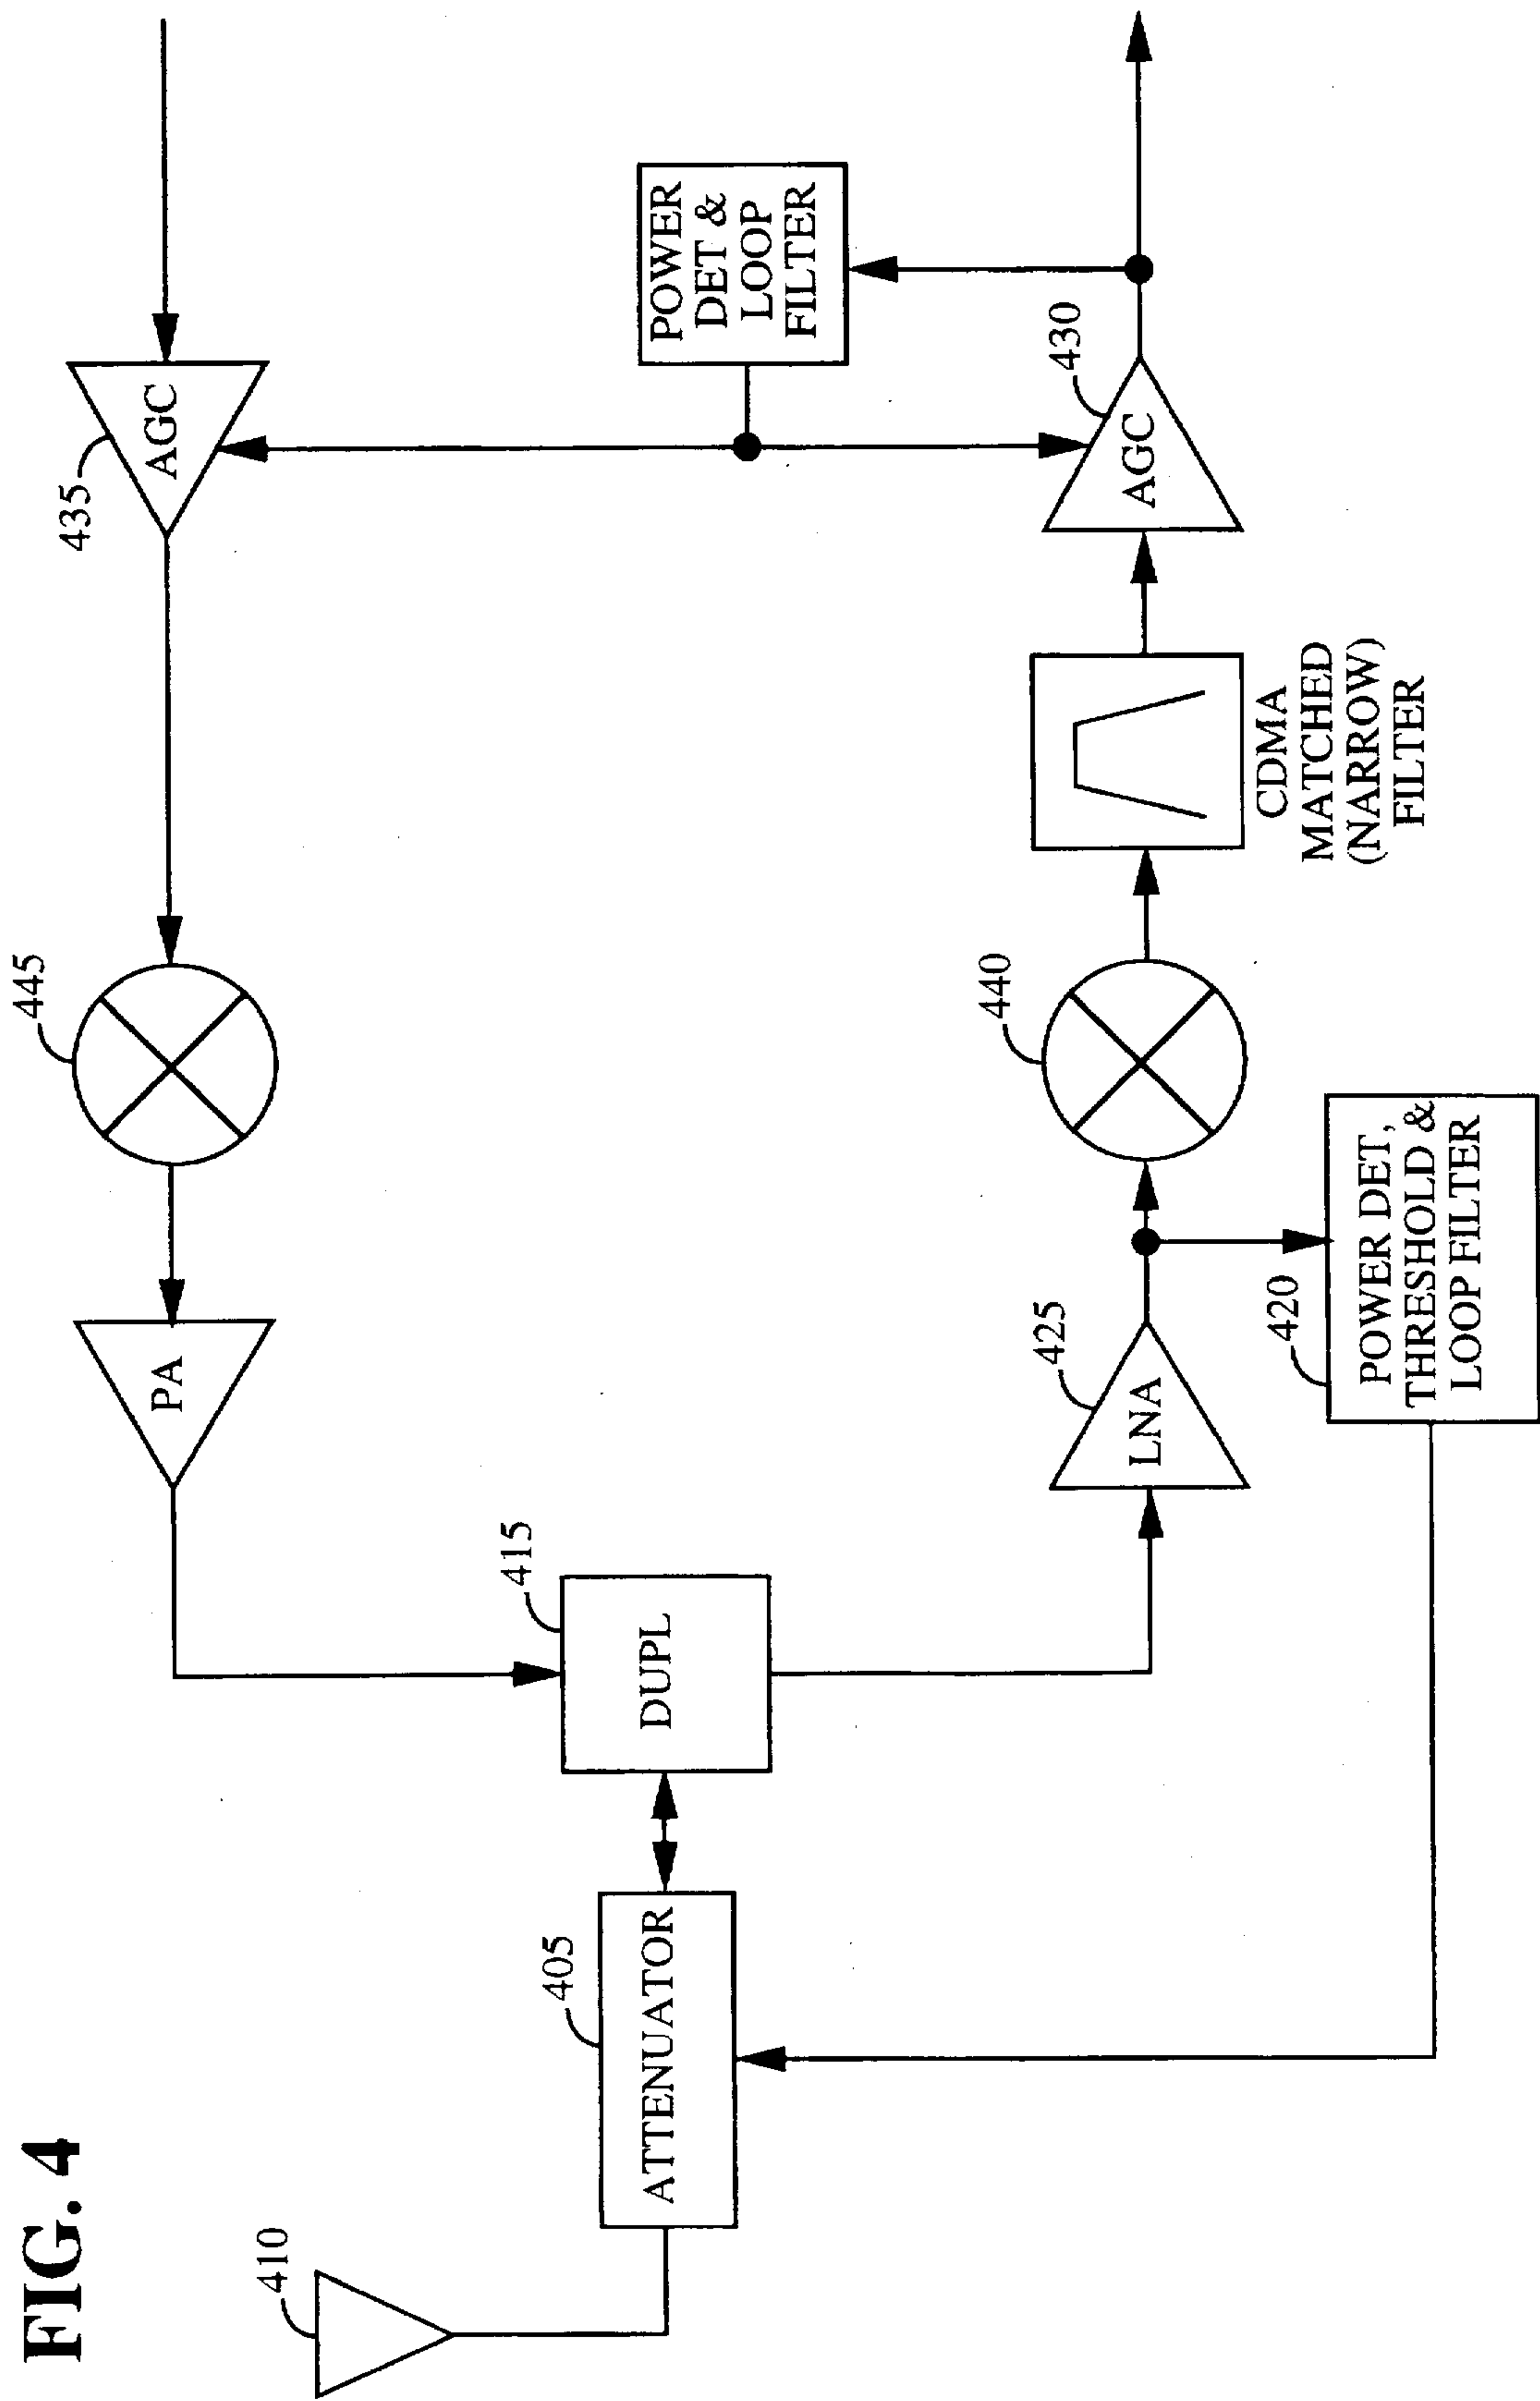 FIG. 4
410
405
ATTENUATOR
415
DUPL
PA
445
435
AGC
POWER
DET &
LOOP
FILTER
425
LNA
440
CDMA
MATCHED
(NARROW)
FILTER
430
AGC
420
POWER DET,
THRESHOLD &
LOOP FILTER